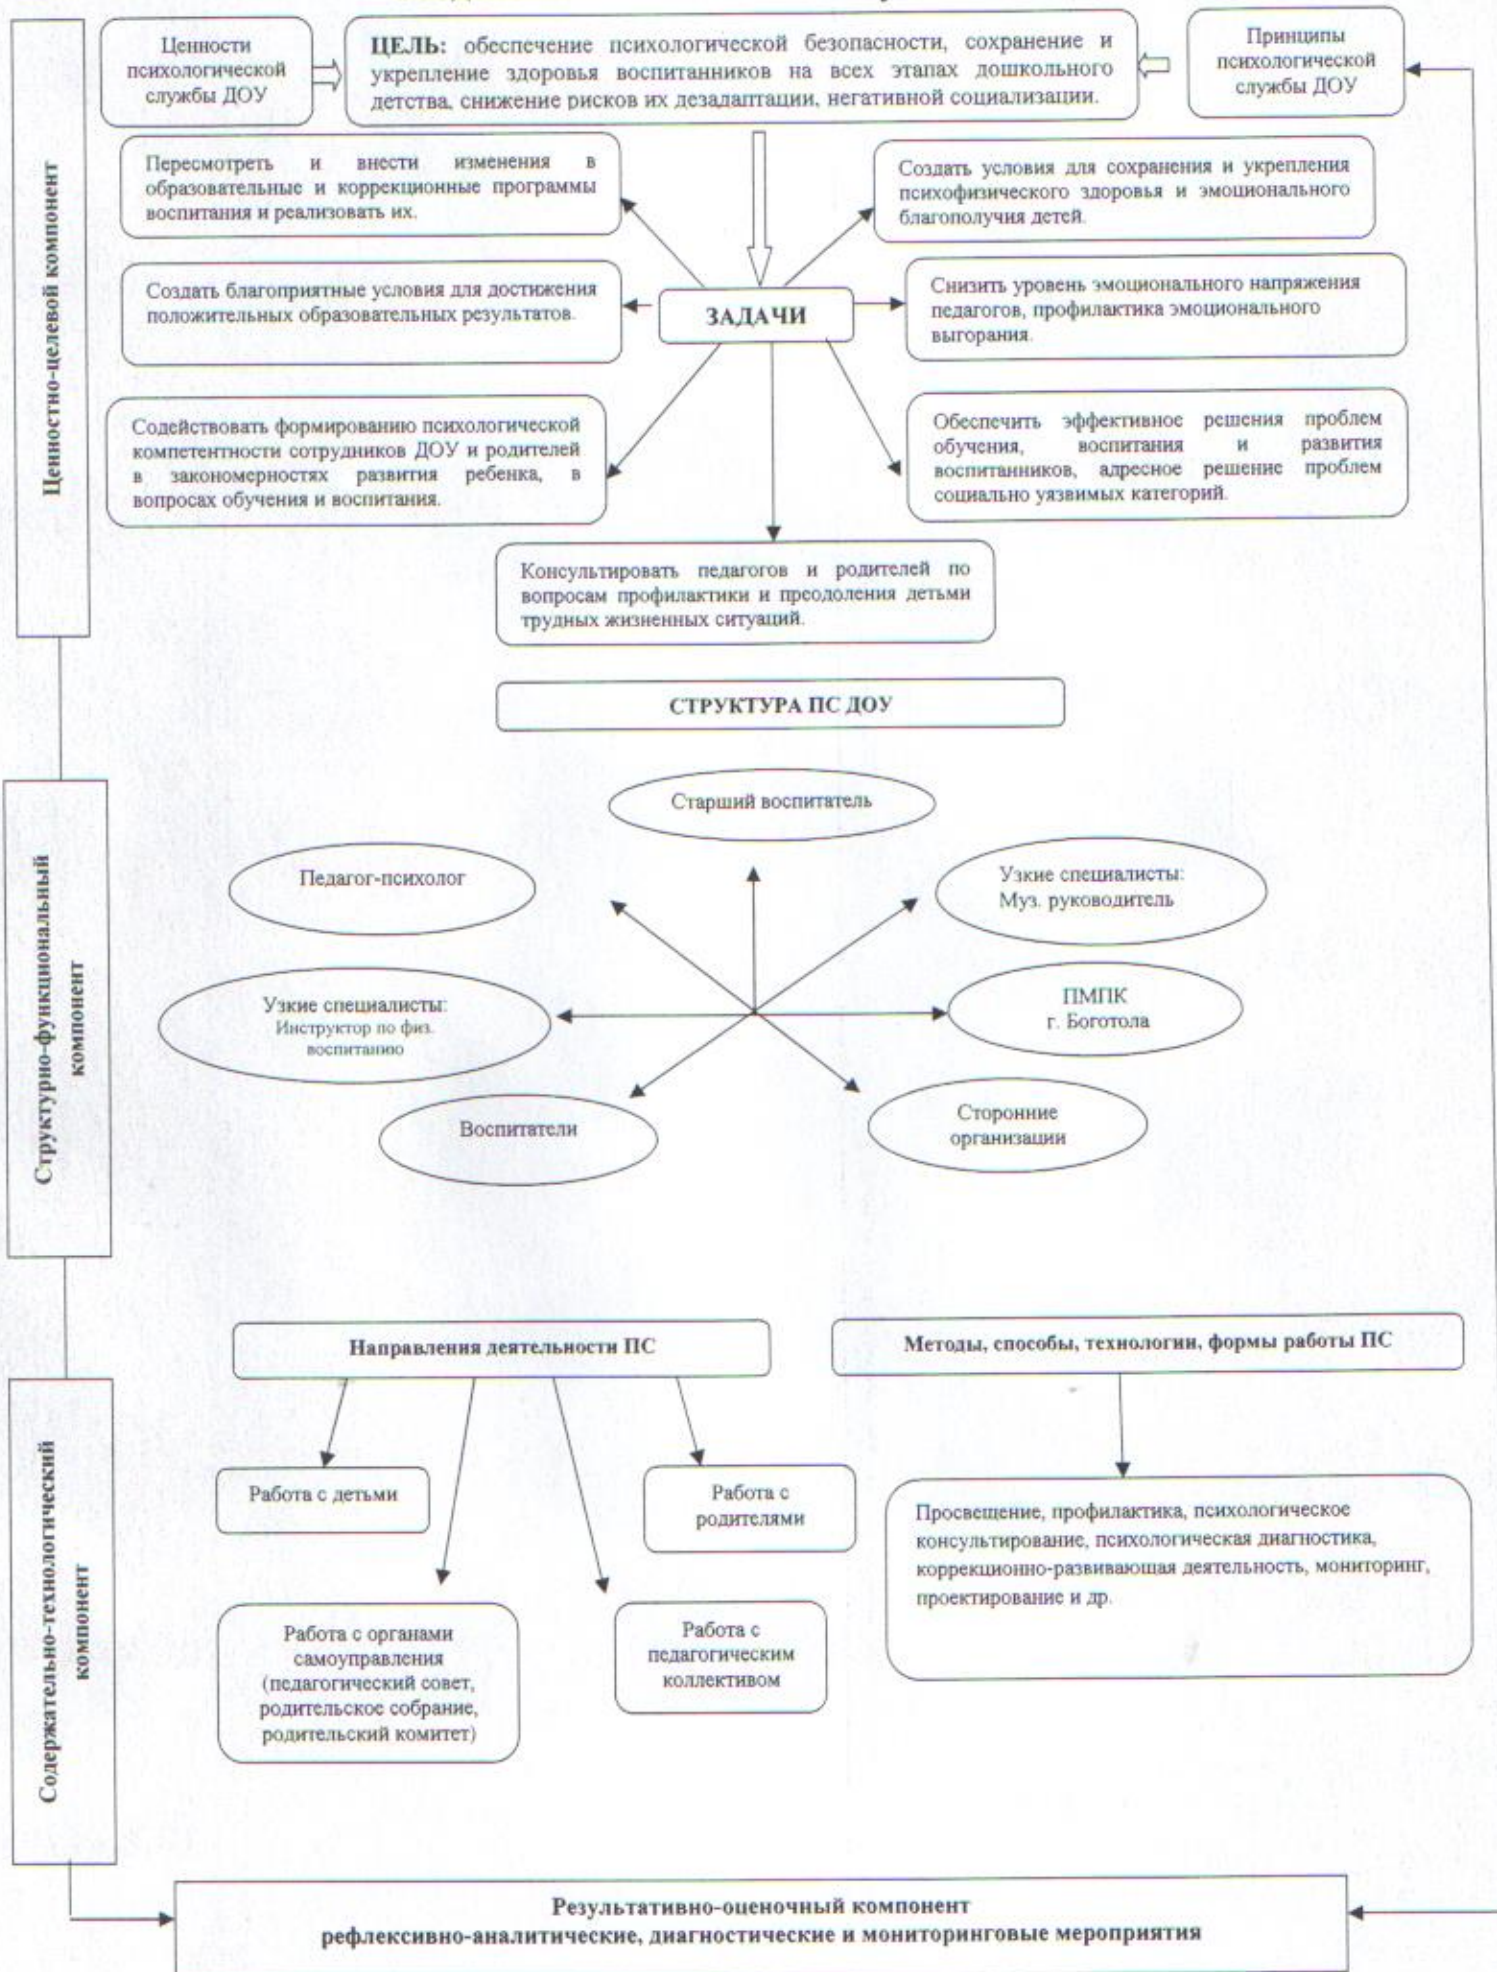 Ценности
психологической
службы ДОУ
ЦЕЛЬ: обеспечение психологической безопасности, сохранение и
укрепление здоровья воспитанников на всех этапах дошкольного
детства, снижение рисков их дезадаптации, негативной социализации.
Принципы
психологической
службы ДОУ
Ценностно-целевой компонент
Пересмотреть и внести изменения в
образовательные и коррекционные программы
воспитания и реализовать их.
Создать условия для сохранения и укрепления
психофизического здоровья и эмоционального
благополучия детей.
Создать благоприятные условия для достижения
положительных образовательных результатов.
ЗАДАЧИ
Снизить уровень эмоционального напряжения
педагогов, профилактика эмоционального
выгорания.
Содействовать формированию психологической
компетентности сотрудников ДОУ и родителей
в закономерностях развития ребенка, в
вопросах обучения и воспитания.
Обеспечить эффективное решения проблем
обучения, воспитания и развития
воспитанников, адресное решение проблем
социально уязвимых категорий.
Консультировать педагогов и родителей по
вопросам профилактики и преодоления детьми
трудных жизненных ситуаций.
СТРУКТУРА ПС ДОУ
Структурно-функциональный
компонент
Старший воспитатель
Педагог-психолог
Узкие специалисты:
Муз. руководитель
Узкие специалисты:
Инструктор по физ.
воспитанию
ПМПК
г. Боготола
Воспитатели
Сторонние
организации
Содержательно-технологический
компонент
Направления деятельности ПС
Методы, способы, технологии, формы работы ПС
Работа с детьми
Работа с
родителями
Просвещение, профилактика, психологическое
консультирование, психологическая диагностика,
коррекционно-развивающая деятельность, мониторинг,
проектирование и др.
Работа с органами
самоуправления
(педагогический совет,
родительское собрание,
родительский комитет)
Работа с
педагогическим
коллективом
Результативно-оценочный компонент
рефлексивно-аналитические, диагностические и мониторинговые мероприятия